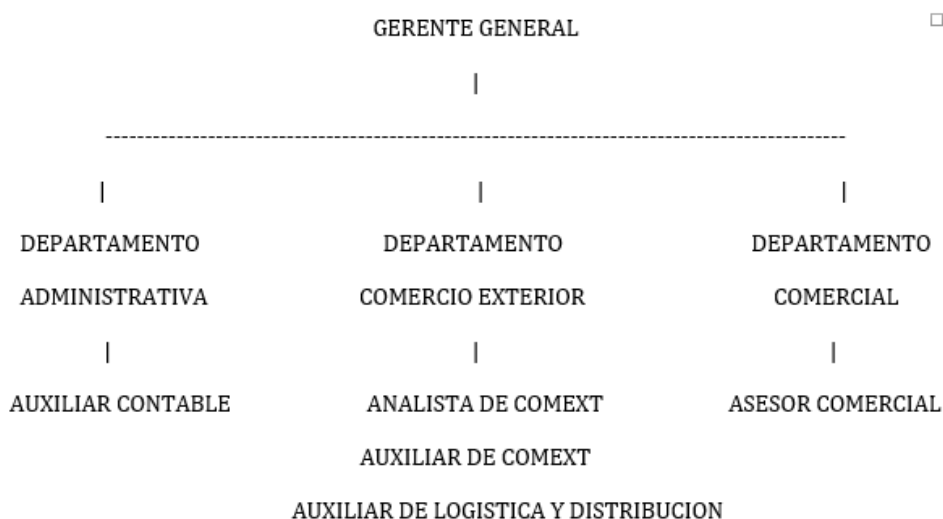 GERENTE GENERAL
|
----------------------------------------------------------------------------------------------
| | |
DEPARTAMENTO DEPARTAMENTO DEPARTAMENTO
ADMINISTRATIVA COMERCIO EXTERIOR COMERCIAL
| | |
AUXILIAR CONTABLE ANALISTA DE COMEXT ASESOR COMERCIAL
AUXILIAR DE COMEXT
AUXILIAR DE LOGISTICA Y DISTRIBUCION